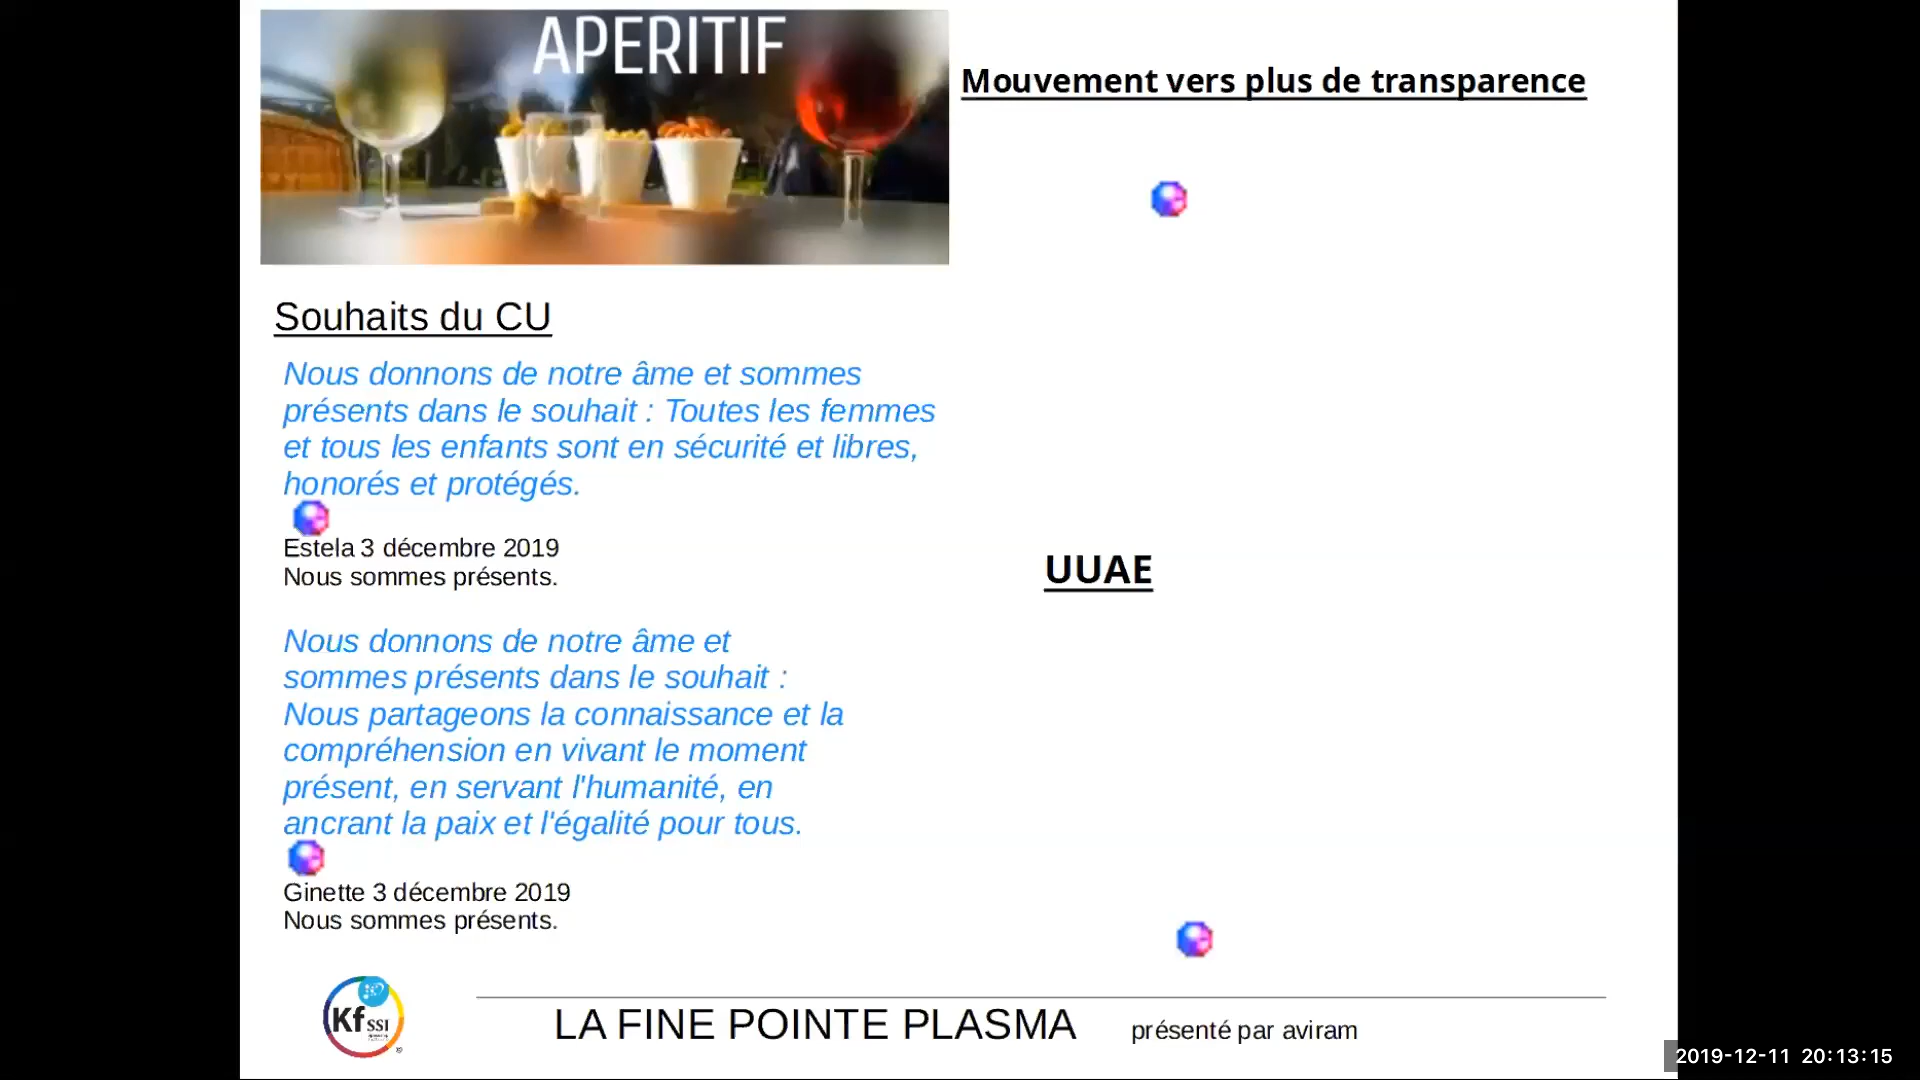 APERITIF
Mouvement vers plus de transparence
Souhaits du CU
Nous donnons de notre âme et sommes
présents dans le souhait : Toutes les femmes
et tous les enfants sont en sécurité et libres,
honorés et protégés.
Estela 3 décembre 2019
Nous sommes présents.
UUAE
Nous donnons de notre âme et
sommes présents dans le souhait :
Nous partageons la connaissance et la
compréhension en vivant le moment
présent, en servant l'humanité, en
ancrant la paix et l'égalité pour tous.
Ginette 3 décembre 2019
Nous sommes présents.
Kf SSI
LA FINE POINTE PLASMA
présenté par aviram
2019-12-11 20:13:15